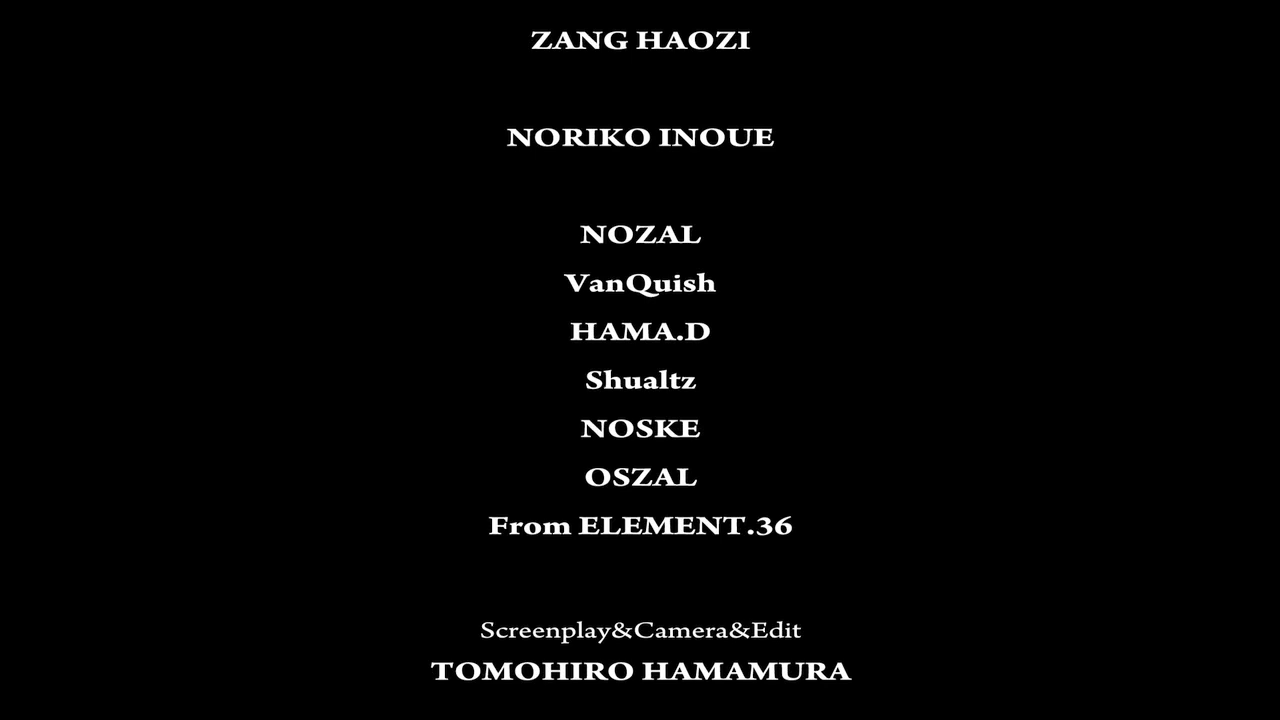 ZANG HAOZI
NORIKO INOUE
NOZAL
VanQuish
HAMA.D
Shualtz
NOSKE
OSZAL
From ELEMENT.36
Screenplay&Camera&Edit
TOMOHIRO HAMAMURA